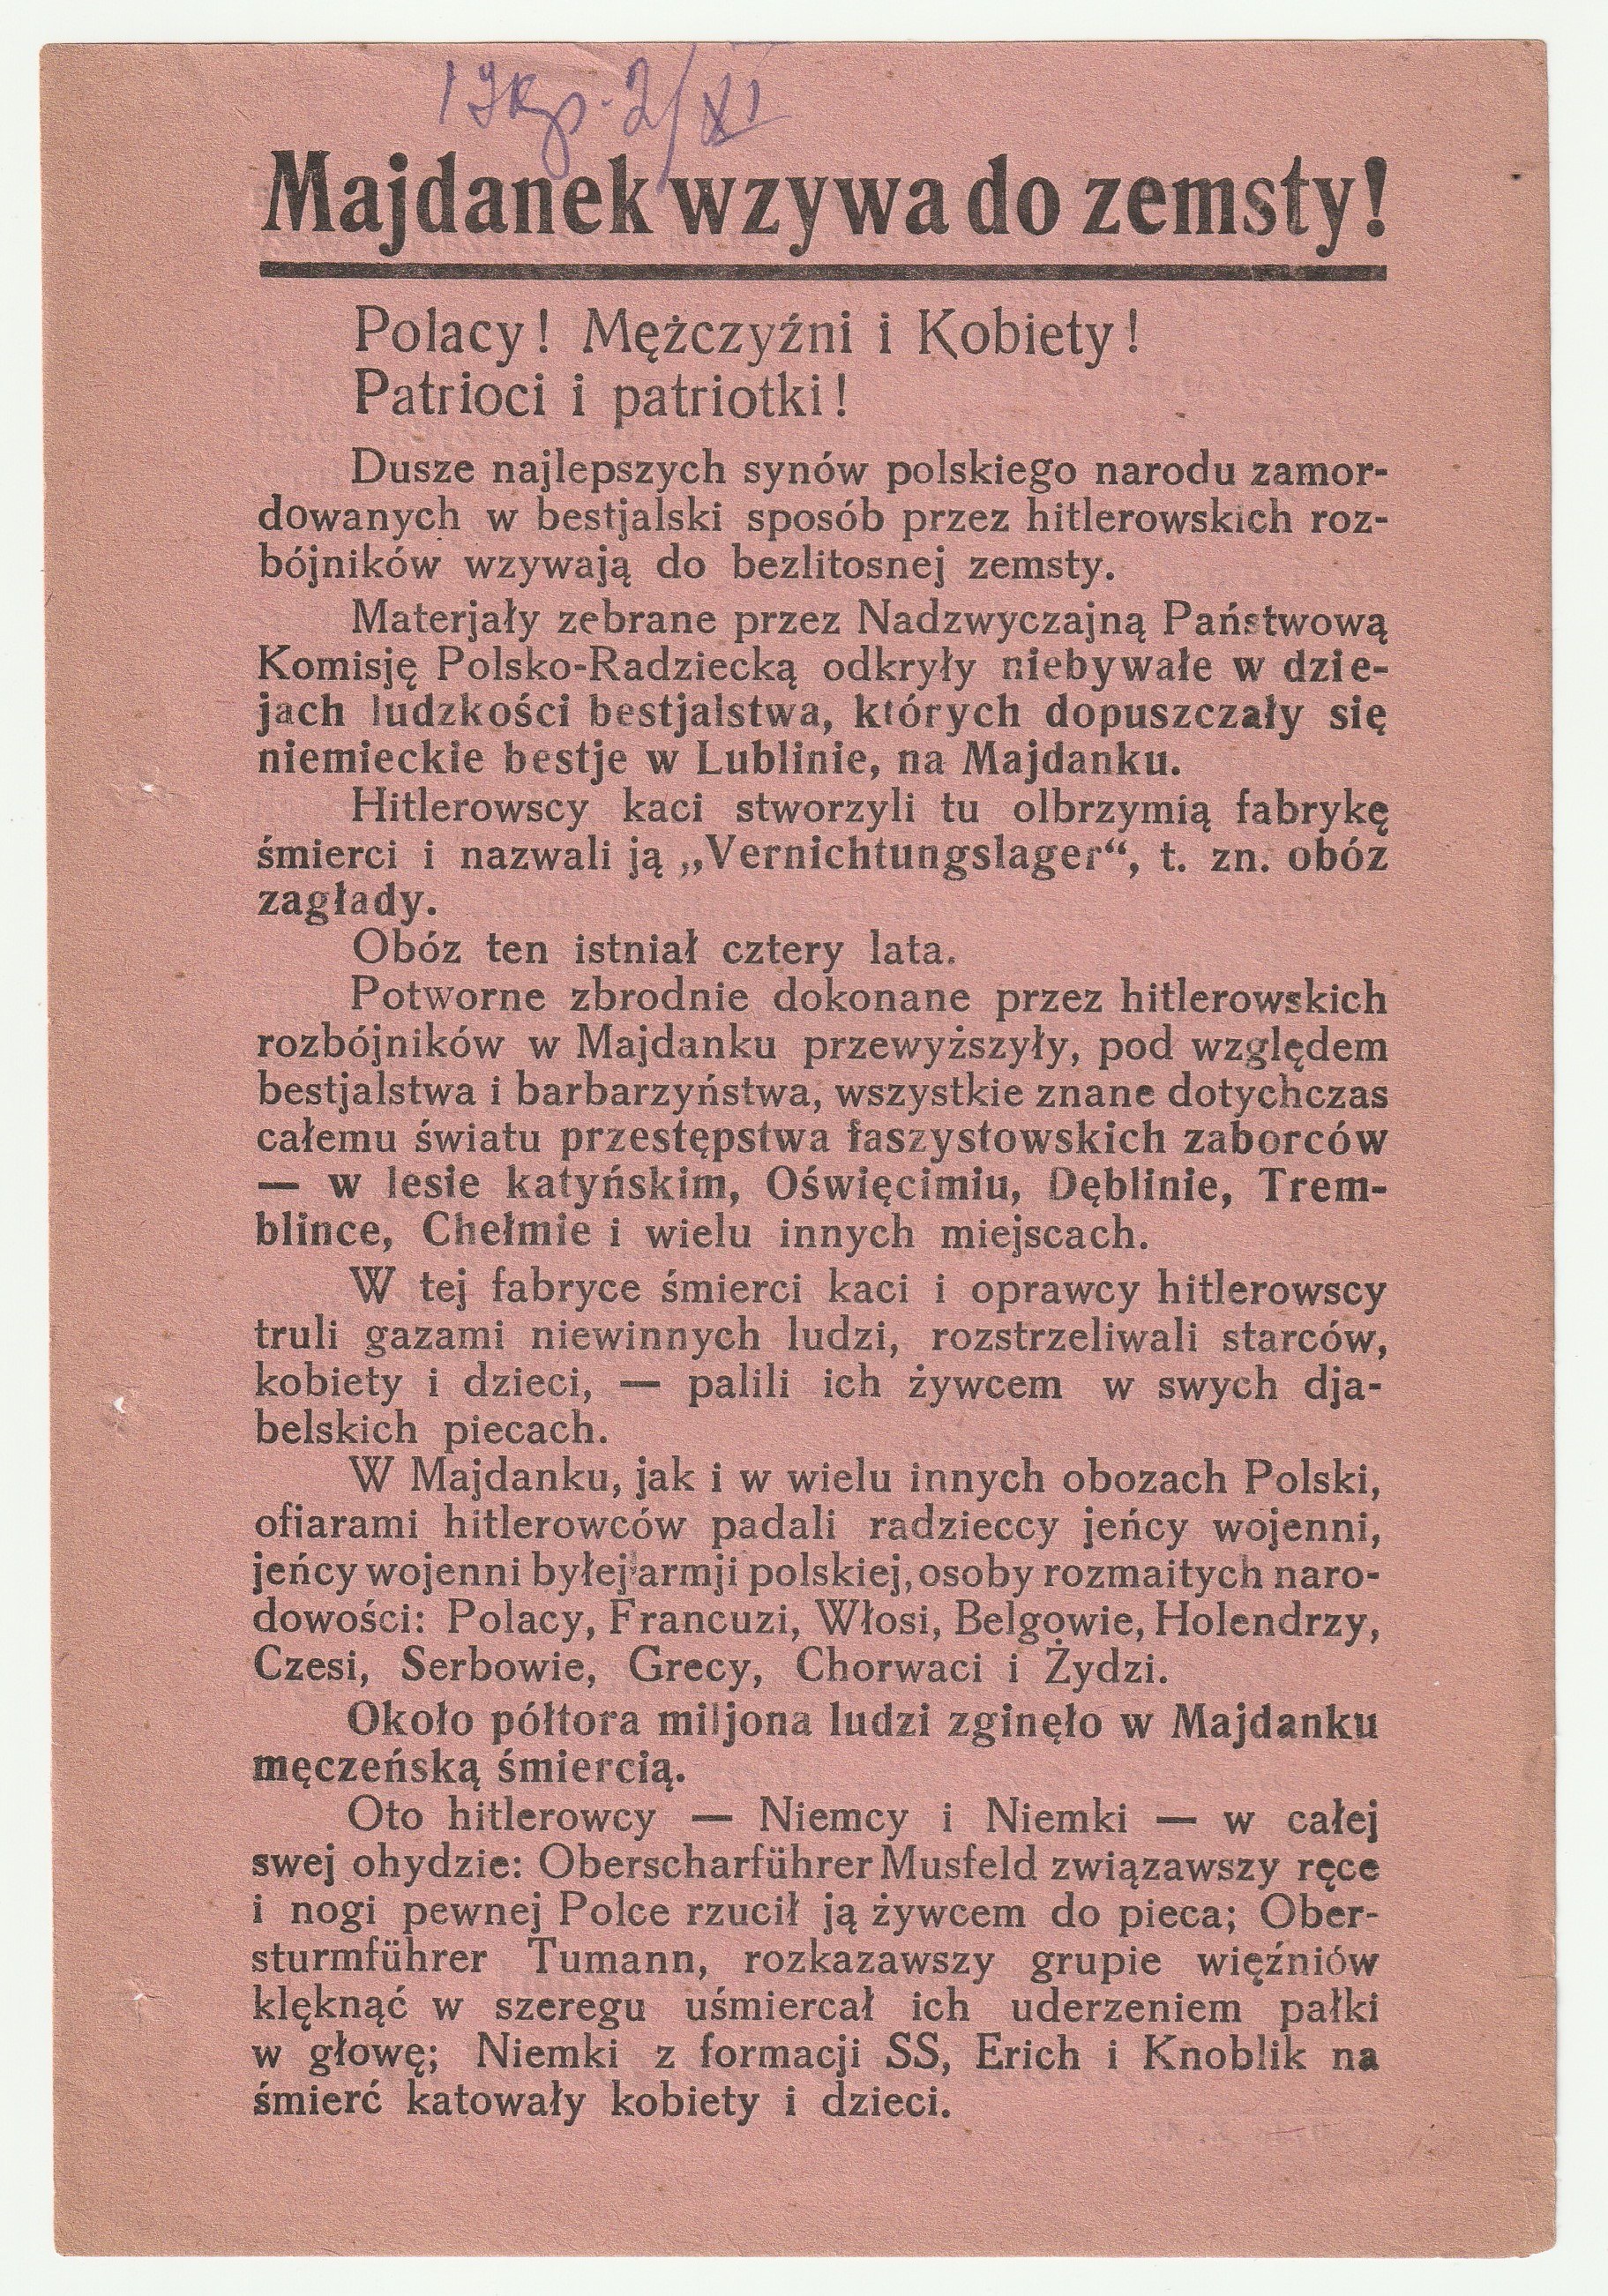 2/XI
Majdanek wzywa do zemsty!
Polacy! Mężczyźni i Kobiety!
Patrioci i patriotki!
Dusze najlepszych synów polskiego narodu zamor-
dowanych w bestjalski sposób przez hitlerowskich roz-
bójników wzywają do bezlitosnej zemsty.
Materjały zebrane przez Nadzwyczajną Państwową
Komisję Polsko-Radziecką odkryły niebywałe w dzie-
jach ludzkości bestjalstwa, których dopuszczały się
niemieckie bestje w Lublinie, na Majdanku.
Hitlerowscy kaci stworzyli tu olbrzymią fabrykę
śmierci i nazwali ją „Vernichtungslager“, t. zn. obóz
zagłady.
Obóz ten istniał cztery lata.
Potworne zbrodnie dokonane przez hitlerowskich
rozbójników w Majdanku przewyższyły, pod względem
bestjalstwa i barbarzyństwa, wszystkie znane dotychczas
całemu światu przestępstwa faszystowskich zaborców
— w lesie katyńskim, Oświęcimiu, Dęblinie, Trem-
blince, Chełmie i wielu innych miejscach.
W tej fabryce śmierci kaci i oprawcy hitlerowscy
truli gazami niewinnych ludzi, rozstrzeliwali starców,
kobiety i dzieci, — palili ich żywcem w swych dja-
belskich piecach.
W Majdanku, jak i w wielu innych obozach Polski,
ofiarami hitlerowców padali radzieccy jeńcy wojenni,
jeńcy wojenni byłej armji polskiej, osoby rozmaitych naro-
dowości: Polacy, Francuzi, Włosi, Belgowie, Holendrzy,
Czesi, Serbowie, Grecy, Chorwaci i Żydzi.
Około półtora miljona ludzi zginęło w Majdanku
męczeńską śmiercią.
Oto hitlerowcy — Niemcy i Niemki — w całej
swej ohydzie: Oberscharführer Musfeld związawszy ręce
i nogi pewnej Polce rzucił ją żywcem do pieca; Ober-
sturmführer Tumann, rozkazawszy grupie więźniów
klęknąć w szeregu uśmiercał ich uderzeniem pałki
w głowę; Niemki z formacji SS, Erich i Knoblik na
śmierć katowały kobiety i dzieci.